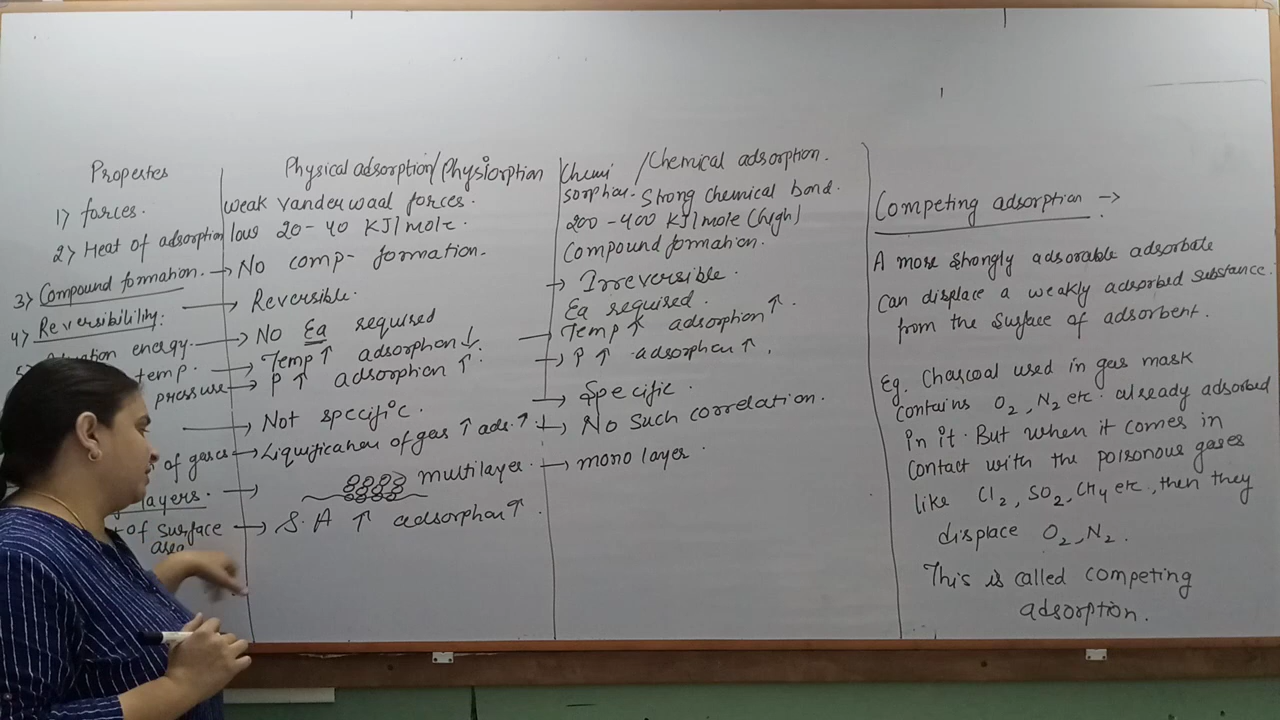 Properties
1) forces.
2) Heat of adsorption
3) Compound formation.
4) Reversibility:
5)
energy.
temp.
pressure
of gases
layers.
of surface
area
Physical adsorption/Physiorption
weak vanderwaal forces.
low 20-40 KJ/mole.
No comp- formation.
Reversible.
No Ea required
Temp↑ adsorption↓.
P ↑ adsorption ↑.
Not specific.
Liquification of gas ↑ ads.↑.
multilayer.
S.A ↑ adsorption↑.
Chemi /Chemical adsorption.
sorption. Strong chemical bond.
200-400 KJ/mole (high)
Compound formation.
Irreversible.
Ea required.
Temp↑ adsorption↑.
P ↑ adsorption ↑.
Specific.
No Such correlation.
mono layer.
Competing adsorption :→
A more strongly adsorable adsorbate
can displace a weakly adsorbed substance
from the surface of adsorbent.
Eg. Charcoal used in gas mask
contains O2, N2 etc. already adsorbed
in it. But when it comes in
contact with the poisonous gases
like Cl2, SO2, CH4 etc., then they
displace O2, N2.
This is called competing
adsorption.